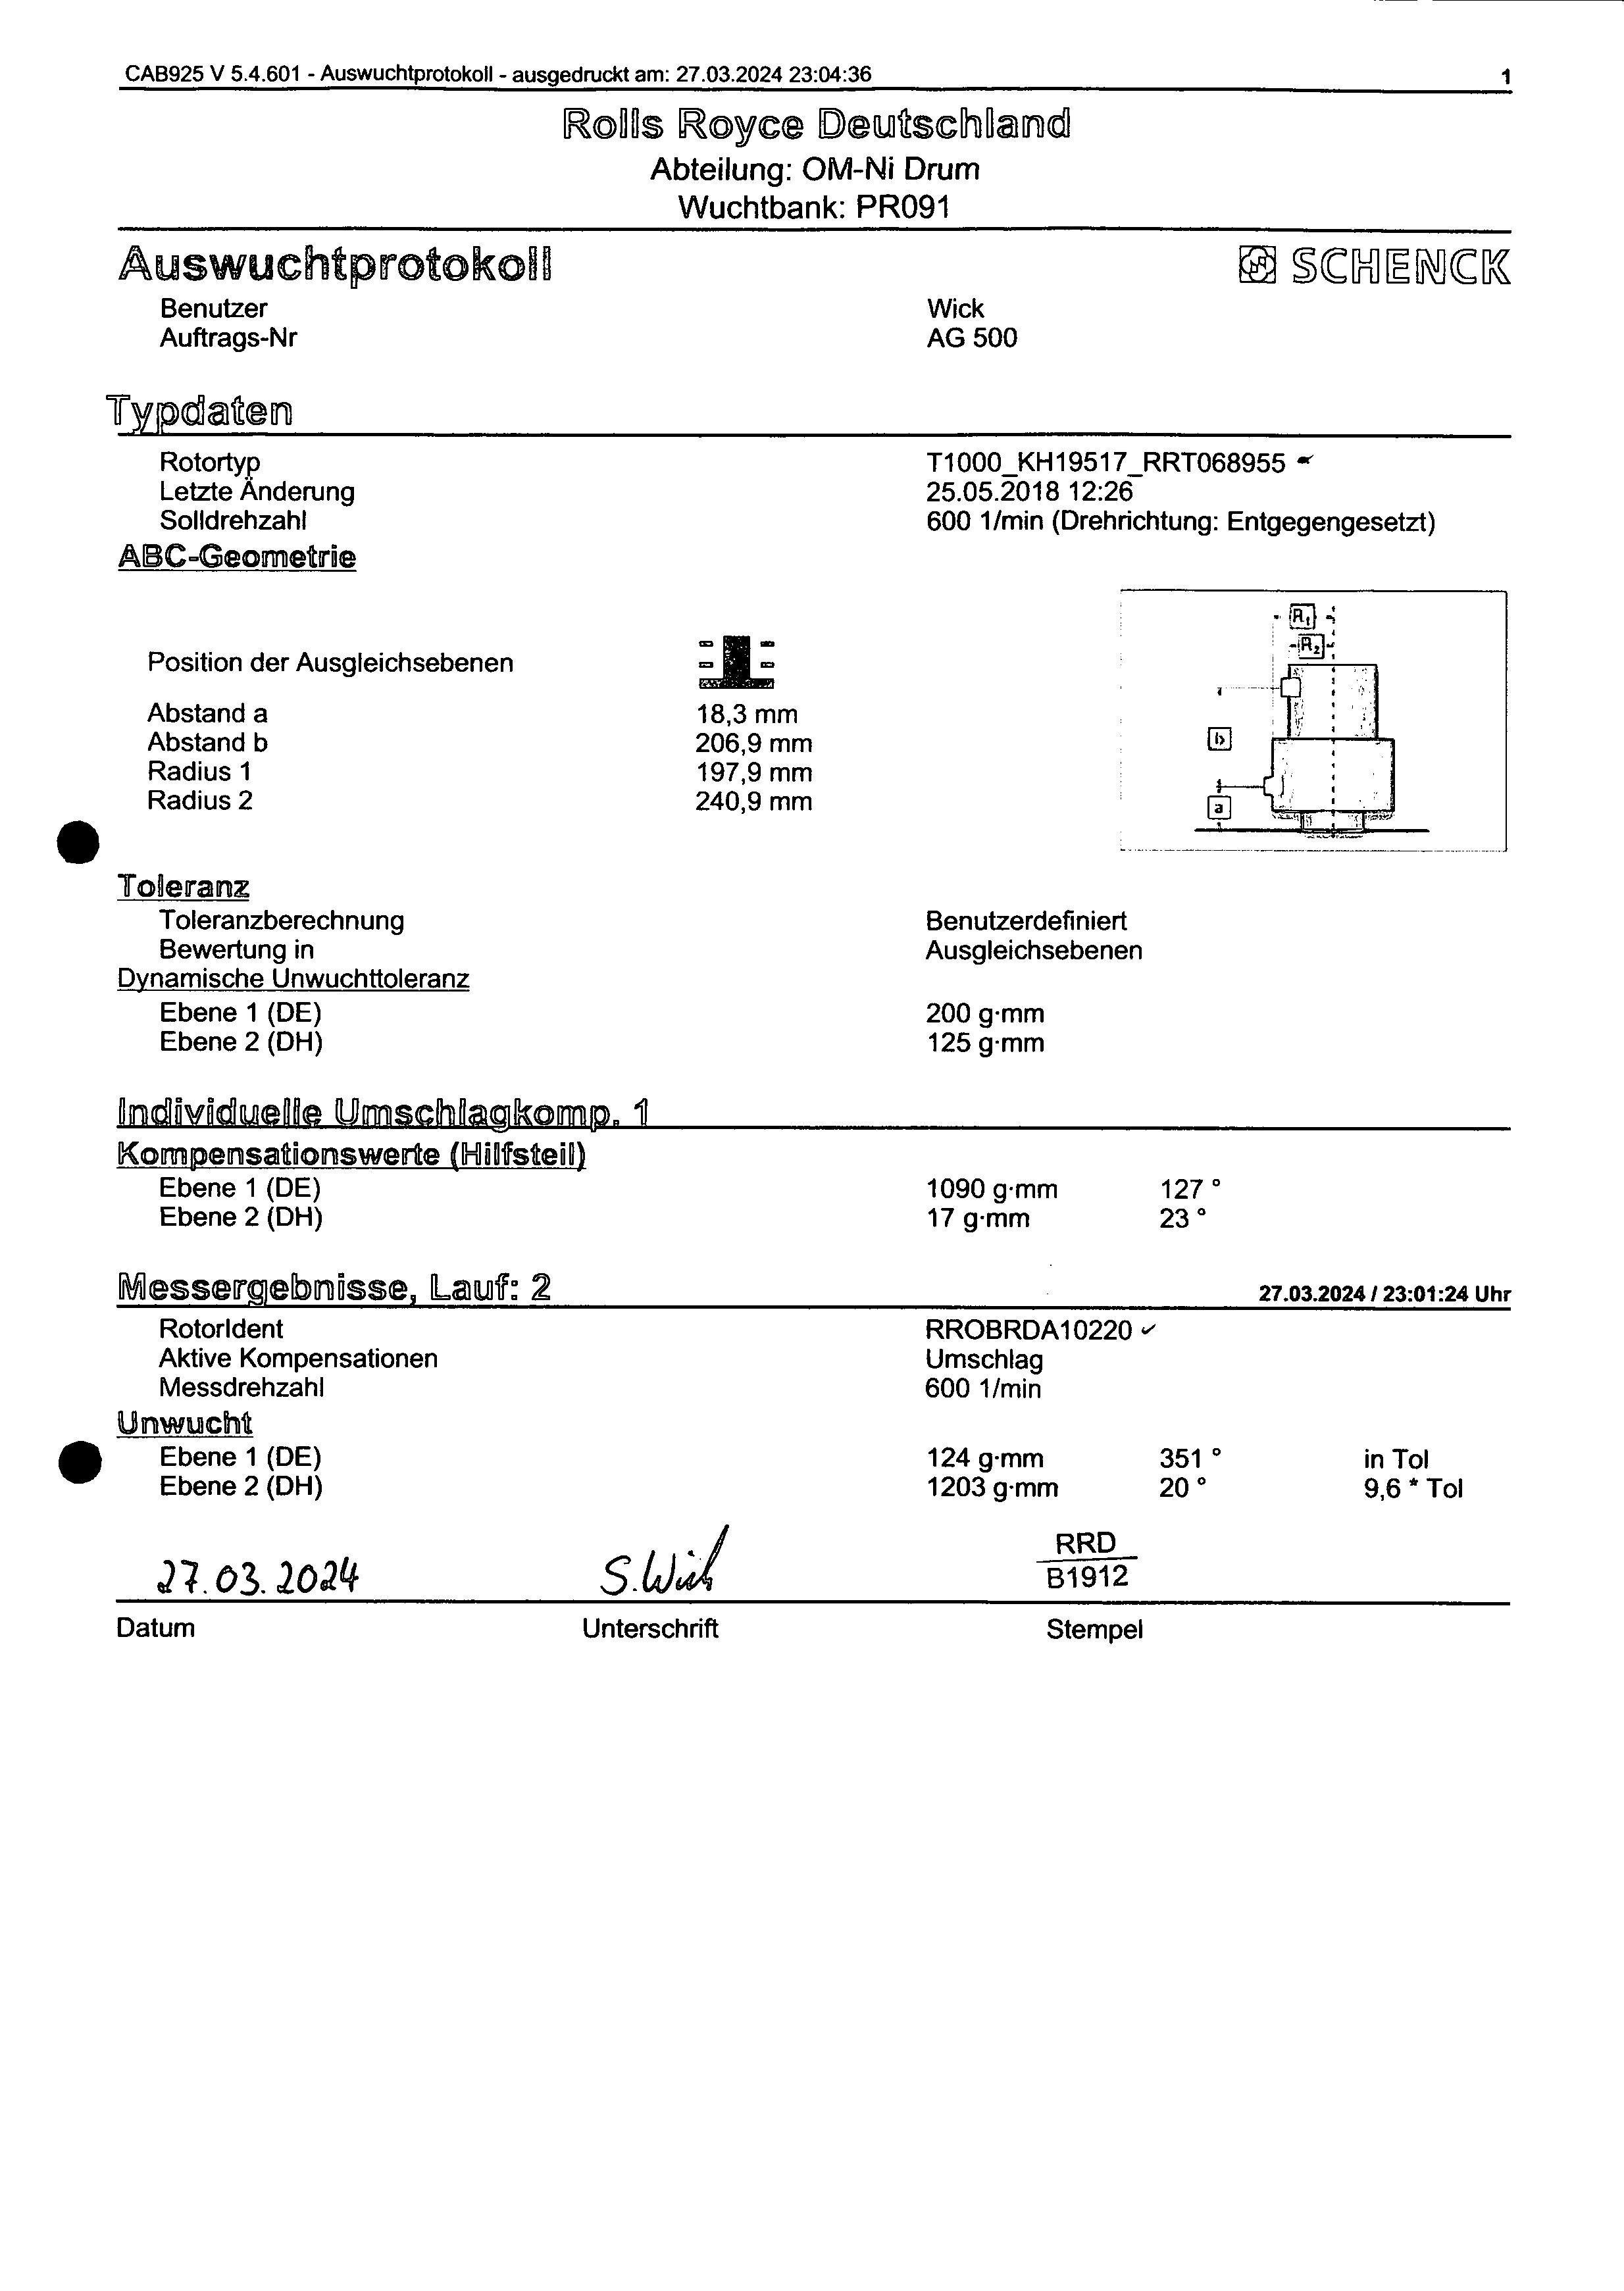 CAB925 V 5.4.601 - Auswuchtprotokoll - ausgedruckt am: 27.03.2024 23:04:36 1
Rolls Royce Deutschland
Abteilung: OM-Ni Drum
Wuchtbank: PR091
Auswuchtprotokoll SCHENCK
Benutzer Wick
Auftrags-Nr AG 500
Typdaten
Rotortyp T1000_KH19517_RRT068955
Letzte Änderung 25.05.2018 12:26
Solldrehzahl 600 1/min (Drehrichtung: Entgegengesetzt)
ABC-Geometrie
R1
R2
b
a
Position der Ausgleichsebenen
Abstand a 18,3 mm
Abstand b 206,9 mm
Radius 1 197,9 mm
Radius 2 240,9 mm
Toleranz
Toleranzberechnung Benutzerdefiniert
Bewertung in Ausgleichsebenen
Dynamische Unwuchttoleranz
Ebene 1 (DE) 200 g·mm
Ebene 2 (DH) 125 g·mm
Individuelle Umschlagkomp. 1
Kompensationswerte (Hilfsteil)
Ebene 1 (DE) 1090 g·mm 127 °
Ebene 2 (DH) 17 g·mm 23 °
Messergebnisse, Lauf: 2 27.03.2024 / 23:01:24 Uhr
RotorIdent RROBRDA10220 ✓
Aktive Kompensationen Umschlag
Messdrehzahl 600 1/min
Unwucht
Ebene 1 (DE) 124 g·mm 351 ° in Tol
Ebene 2 (DH) 1203 g·mm 20 ° 9,6 * Tol
27.03.2024 S.Wick RRD
B1912
Datum Unterschrift Stempel